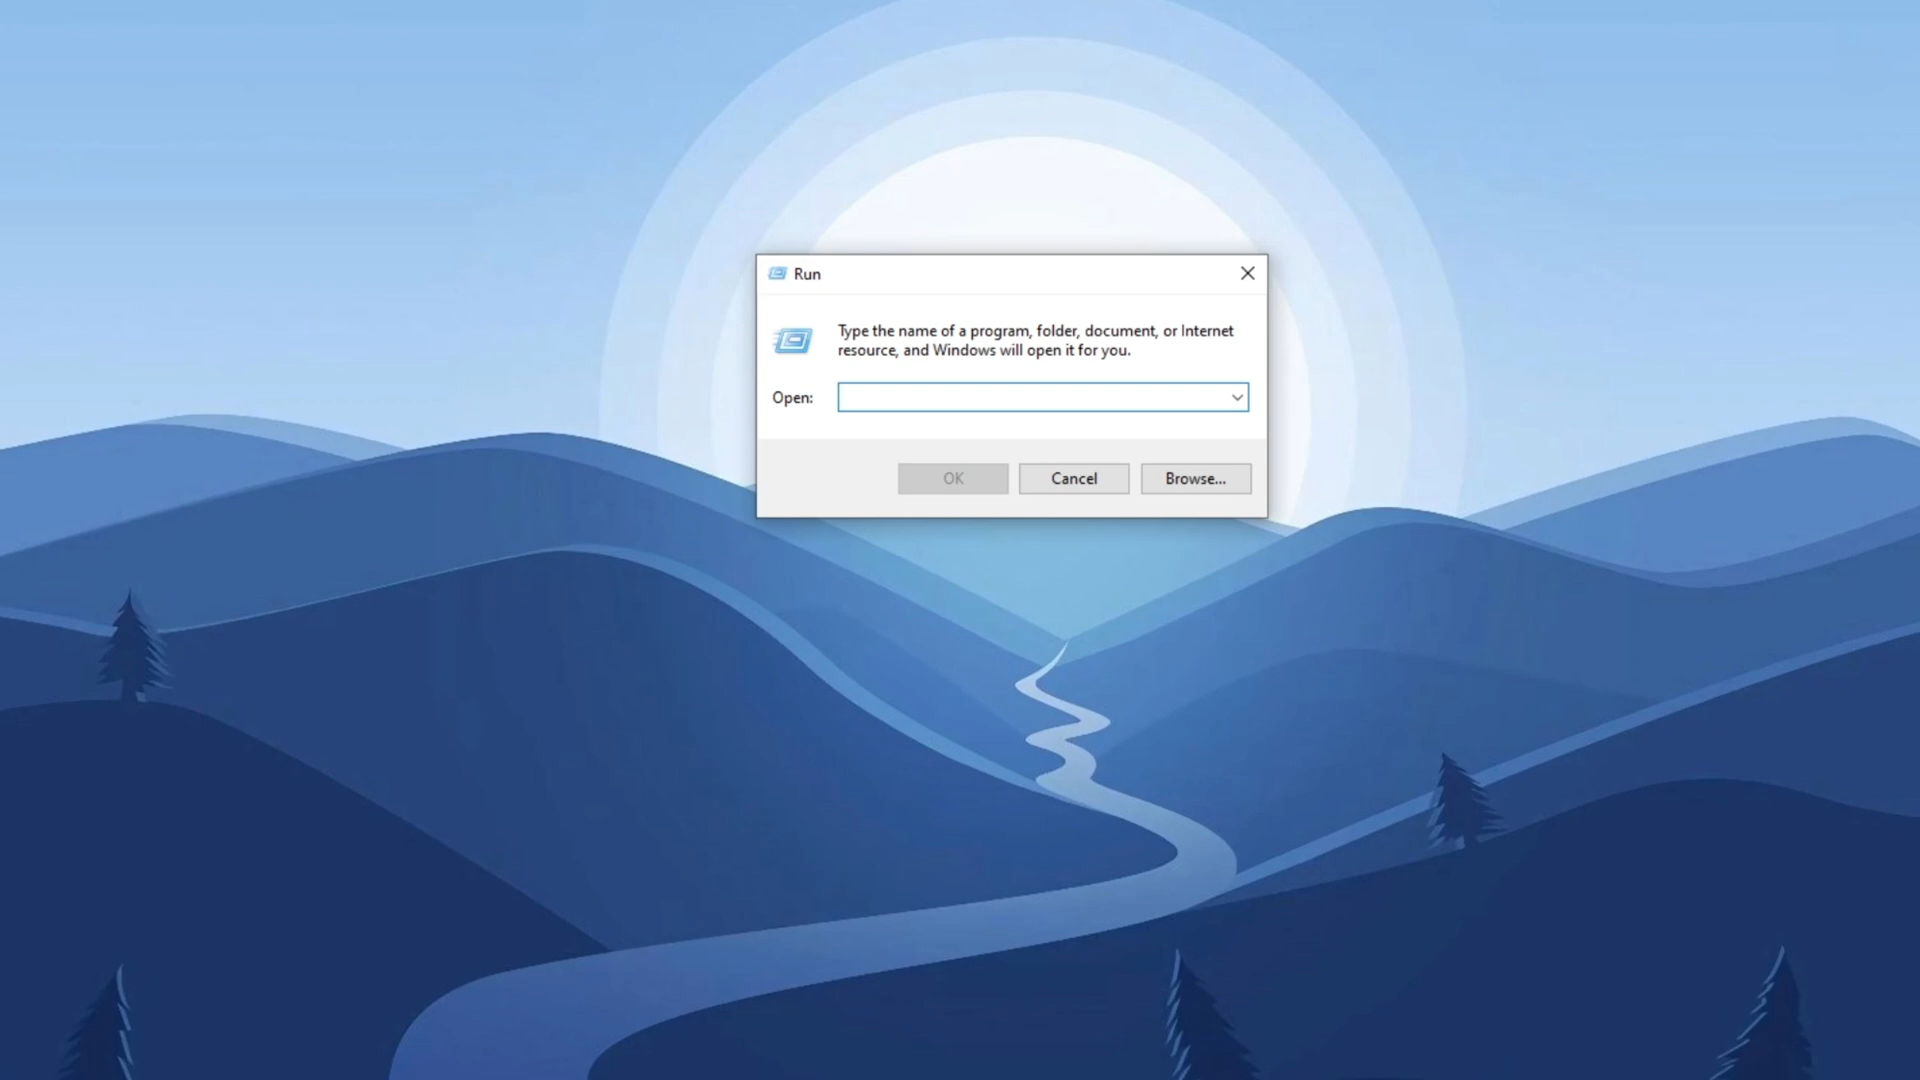 Run
Type the name of a program, folder, document, or Internet
resource, and Windows will open it for you.
Open:
OK Cancel Browse...